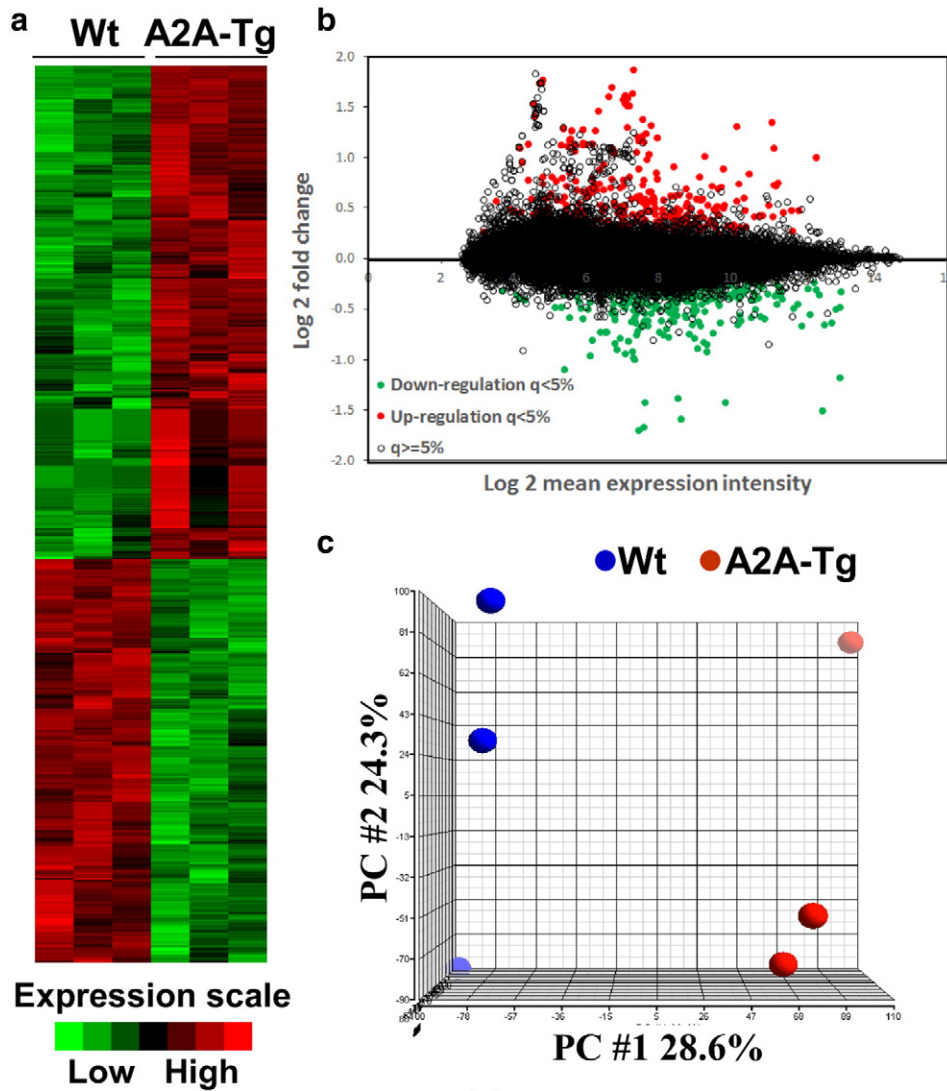 a
Wt A2A-Tg
Expression scale
Low High
b
2.0
1.5
1.0
0.5
0.0
-0.5
-1.0
-1.5
-2.0
0 2 4 6 8 10 14 16
Log 2 fold change
Down-regulation q<5%
Up-regulation q<5%
q>=5%
Log 2 mean expression intensity
c
Wt A2A-Tg
100
81
62
43
24
5
-13
-32
-51
-70
-90
PC #2 24.3%
-100 -78 -57 -36 -15 5 26 47 68 89 110
PC #1 28.6%